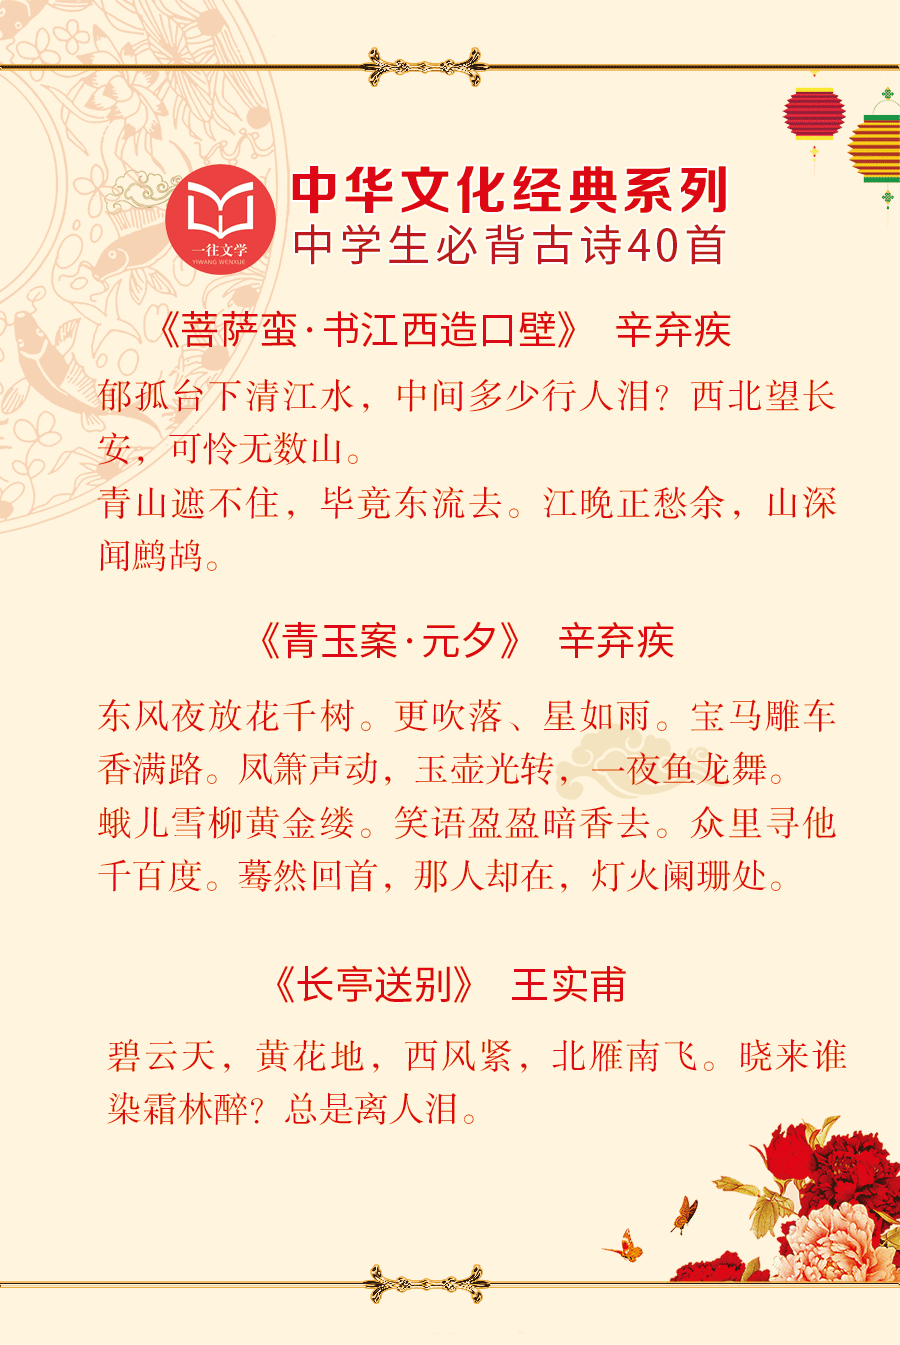 中华文化经典系列
中学生必背古诗40首
一往文学
YIWANG WENXUE
《菩萨蛮·书江西造口壁》 辛弃疾
郁孤台下清江水，中间多少行人泪？西北望长
安，可怜无数山。
青山遮不住，毕竟东流去。江晚正愁余，山深
闻鹧鸪。
《青玉案·元夕》 辛弃疾
东风夜放花千树。更吹落、星如雨。宝马雕车
香满路。凤箫声动，玉壶光转，一夜鱼龙舞。
蛾儿雪柳黄金缕。笑语盈盈暗香去。众里寻他
千百度。蓦然回首，那人却在，灯火阑珊处。
《长亭送别》 王实甫
碧云天，黄花地，西风紧，北雁南飞。晓来谁
染霜林醉？总是离人泪。